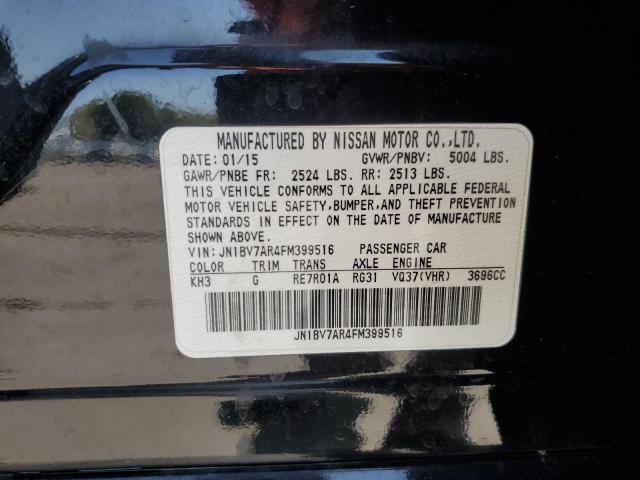 MANUFACTURED BY NISSAN MOTOR CO.,LTD.
DATE: 01/15 GVWR/PNBV: 5004 LBS.
GAWR/PNBE FR: 2524 LBS. RR: 2513 LBS.
THIS VEHICLE CONFORMS TO ALL APPLICABLE FEDERAL
MOTOR VEHICLE SAFETY,BUMPER,AND THEFT PREVENTION
STANDARDS IN EFFECT ON THE DATE OF MANUFACTURE
SHOWN ABOVE.
VIN:JN1BV7AR4FM399516 PASSENGER CAR
COLOR TRIM TRANS AXLE ENGINE
KH3 G RE7R01A RG31 VQ37(VHR) 3696CC
JN1BV7AR4FM399516